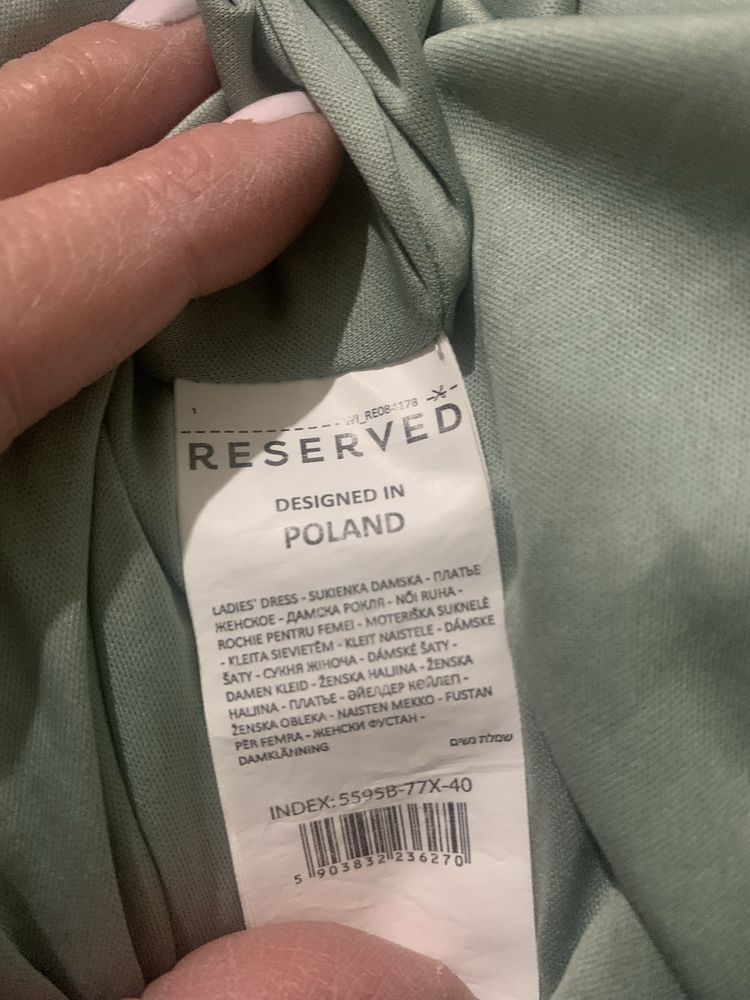 1
RE084178
RESERVED
DESIGNED IN
POLAND
LADIES` DRESS - SUKIENKA DAMSKA - ПЛАТЬЕ
ЖЕНСКОЕ - ДАМСКА РОКЛЯ - NŐI RUHA -
ROCHIE PENTRU FEMEI - MOTERIŠKA SUKNELĖ
- KLEITA SIEVIETĒM - KLEIT NAISTELE - DÁMSKE
ŠATY - СУКНЯ ЖІНОЧА - DÁMSKÉ ŠATY -
DAMEN KLEID - ŽENSKA HALJINA - ŽENSKA
HALJINA - ПЛАТЬЕ - ӘЙЕЛДЕР КӨЙЛЕП -
ŽENSKA OBLEKA - NAISTEN MEKKO - FUSTAN
PËR FEMRA - ЖЕНСКИ ФУСТАН -
DAMKLÄNNING
שמלת נשים
INDEX: 5595B-77X-40
5 903832 236270